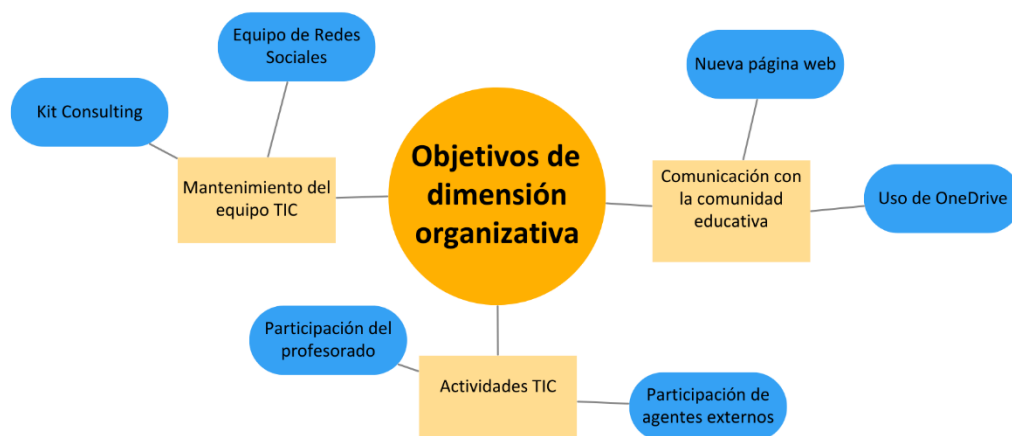 Equipo de Redes
Sociales
Kit Consulting
Mantenimiento del
equipo TIC
Objetivos de
dimensión
organizativa
Nueva página web
Comunicación con
la comunidad
educativa
Uso de OneDrive
Participación del
profesorado
Actividades TIC
Participación de
agentes externos